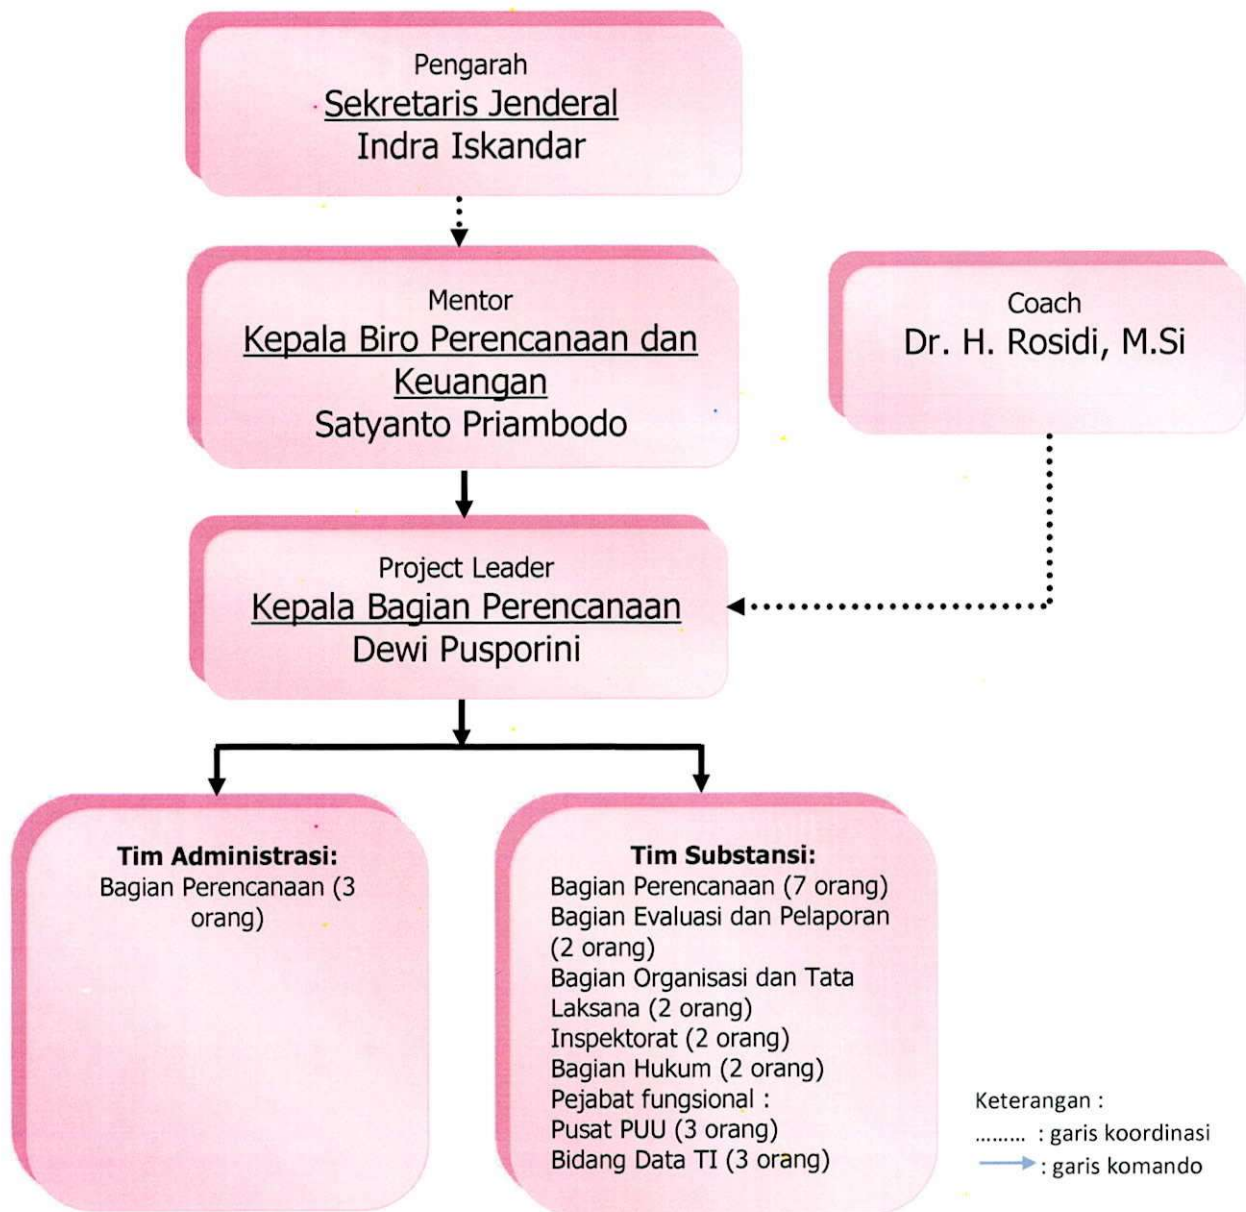 Pengarah
Sekretaris Jenderal
Indra Iskandar
Mentor
Kepala Biro Perencanaan dan
Keuangan
Satyanto Priambodo
Coach
Dr. H. Rosidi, M.Si
Project Leader
Kepala Bagian Perencanaan
Dewi Pusporini
Tim Administrasi:
Bagian Perencanaan (3
orang)
Tim Substansi:
Bagian Perencanaan (7 orang)
Bagian Evaluasi dan Pelaporan
(2 orang)
Bagian Organisasi dan Tata
Laksana (2 orang)
Inspektorat (2 orang)
Bagian Hukum (2 orang)
Pejabat fungsional :
Pusat PUU (3 orang)
Bidang Data TI (3 orang)
Keterangan :
......... : garis koordinasi
: garis komando